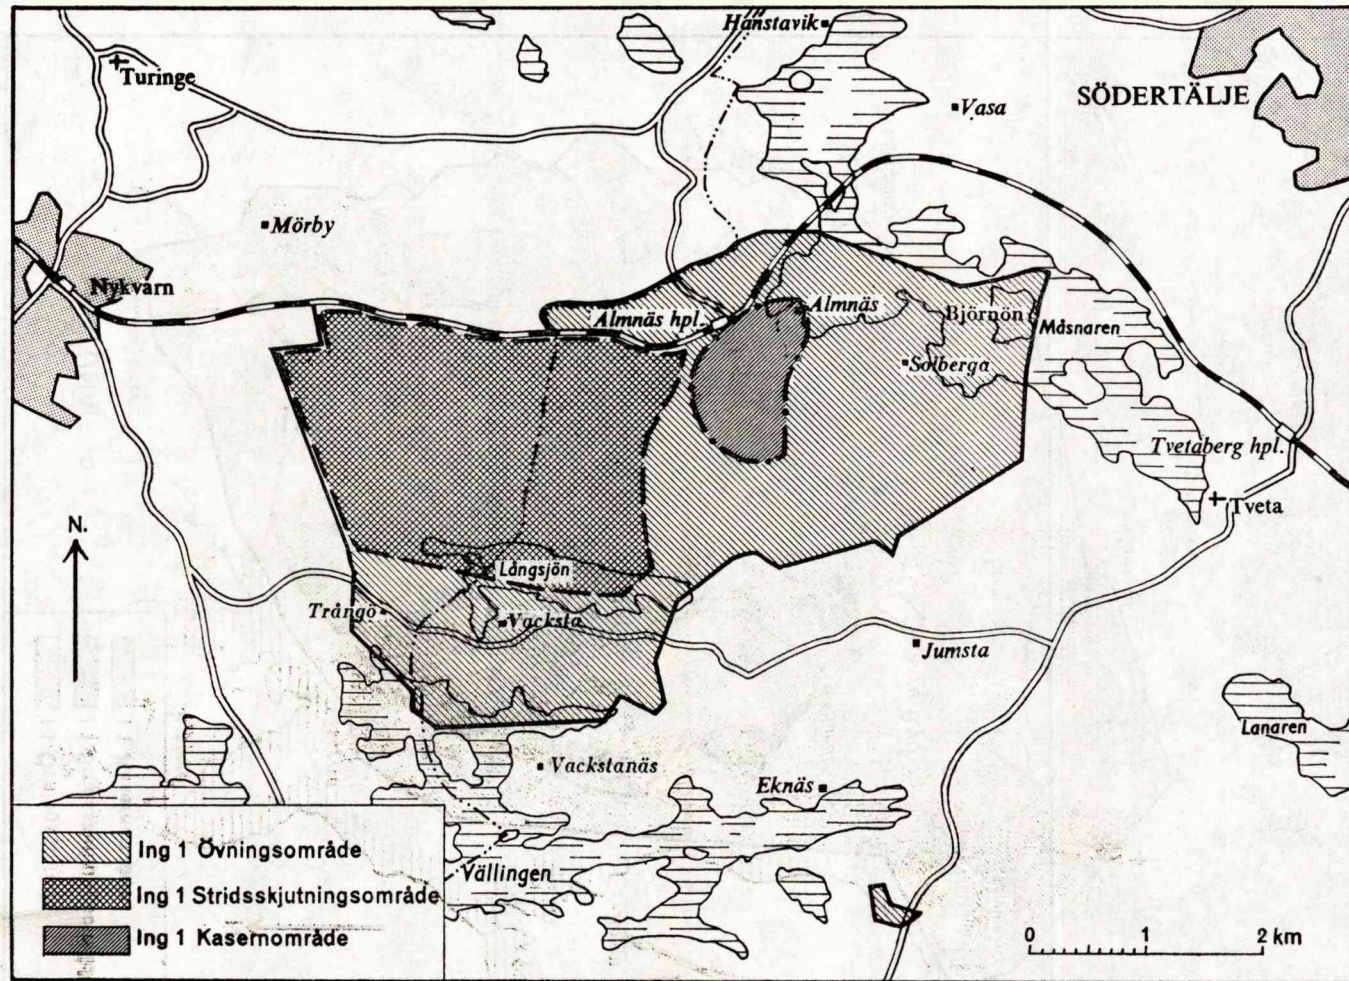 Hanstavik
Turinge
SÖDERTÄLJE
Vasa
Mörby
Nykvarn
Almnäs hpl.
Almnäs
Björnön
Måsnaren
Solberga
Tvetaberg hpl.
Tveta
N.
Långsjön
Trångö
Vacksta
Jumsta
Lanaren
Vackstanäs
Eknäs
Vällingen
Ing 1 Övningsområde
Ing 1 Stridsskjutningsområde
Ing 1 Kasernområde
0 1 2 km